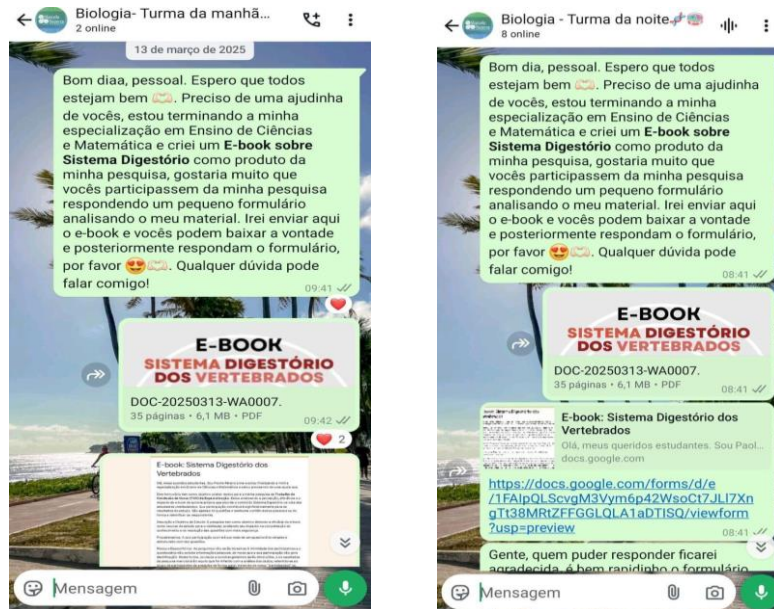 Biologia- Turma da manhã...
2 online
13 de março de 2025
Bom diaa, pessoal. Espero que todos
estejam bem 🫶🏻. Preciso de uma ajudinha
de vocês, estou terminando a minha
especialização em Ensino de Ciências
e Matemática e criei um E-book sobre
Sistema Digestório como produto da
minha pesquisa, gostaria muito que
vocês participassem da minha pesquisa
respondendo um pequeno formulário
analisando o meu material. Irei enviar aqui
o e-book e vocês podem baixar a vontade
e posteriormente respondam o formulário,
por favor 😍🫶🏻. Qualquer dúvida pode
falar comigo!
09:41
E-BOOK
SISTEMA DIGESTÓRIO
DOS VERTEBRADOS
DOC-20250313-WA0007.
35 páginas • 6,1 MB • PDF
09:42
2
E-book: Sistema Digestório dos
Vertebrados
Mensagem
Biologia - Turma da noite
8 online
Bom dia, pessoal. Espero que todos
estejam bem 🫶🏻. Preciso de uma ajudinha
de vocês, estou terminando a minha
especialização em Ensino de Ciências
e Matemática e criei um E-book sobre
Sistema Digestório como produto da
minha pesquisa, gostaria muito que
vocês participassem da minha pesquisa
respondendo um pequeno formulário
analisando o meu material. Irei enviar aqui
o e-book e vocês podem baixar a vontade
e posteriormente respondam o formulário,
por favor 😍🫶🏻. Qualquer dúvida pode
falar comigo!
08:41
E-BOOK
SISTEMA DIGESTÓRIO
DOS VERTEBRADOS
DOC-20250313-WA0007.
35 páginas • 6,1 MB • PDF
08:41
E-book: Sistema Digestório dos
Vertebrados
Olá, meus queridos estudantes. Sou Paol...
docs.google.com
https://docs.google.com/forms/d/e
/1FAIpQLScvgM3Vym6p42WsoCt7JLI7Xn
gTt38MRtZFFGGLQLA1aDTISQ/viewform
?usp=preview
08:41
Gente, quem puder responder ficarei
agradecida, é bem rapidinho o formulário
Mensagem